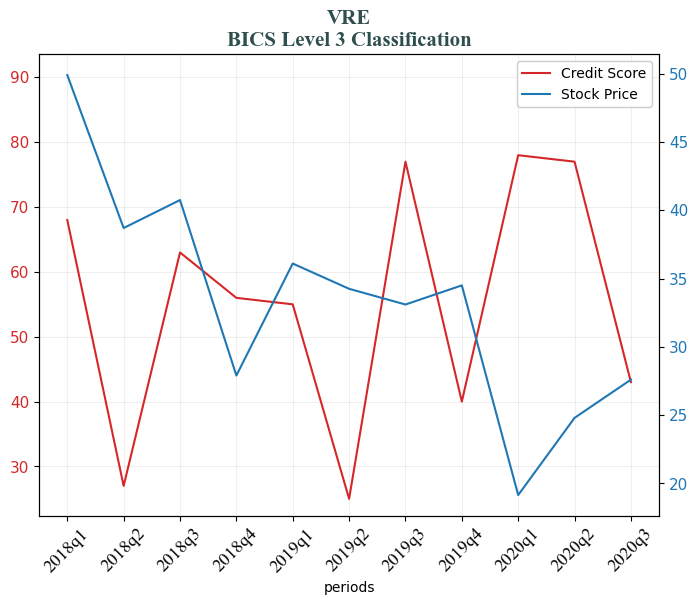 VRE
BICS Level 3 Classification
Credit Score
Stock Price
90
80
70
60
50
40
30
50
45
40
35
30
25
20
2018q1
2018q2
2018q3
2018q4
2019q1
2019q2
2019q3
2019q4
2020q1
2020q2
2020q3
periods